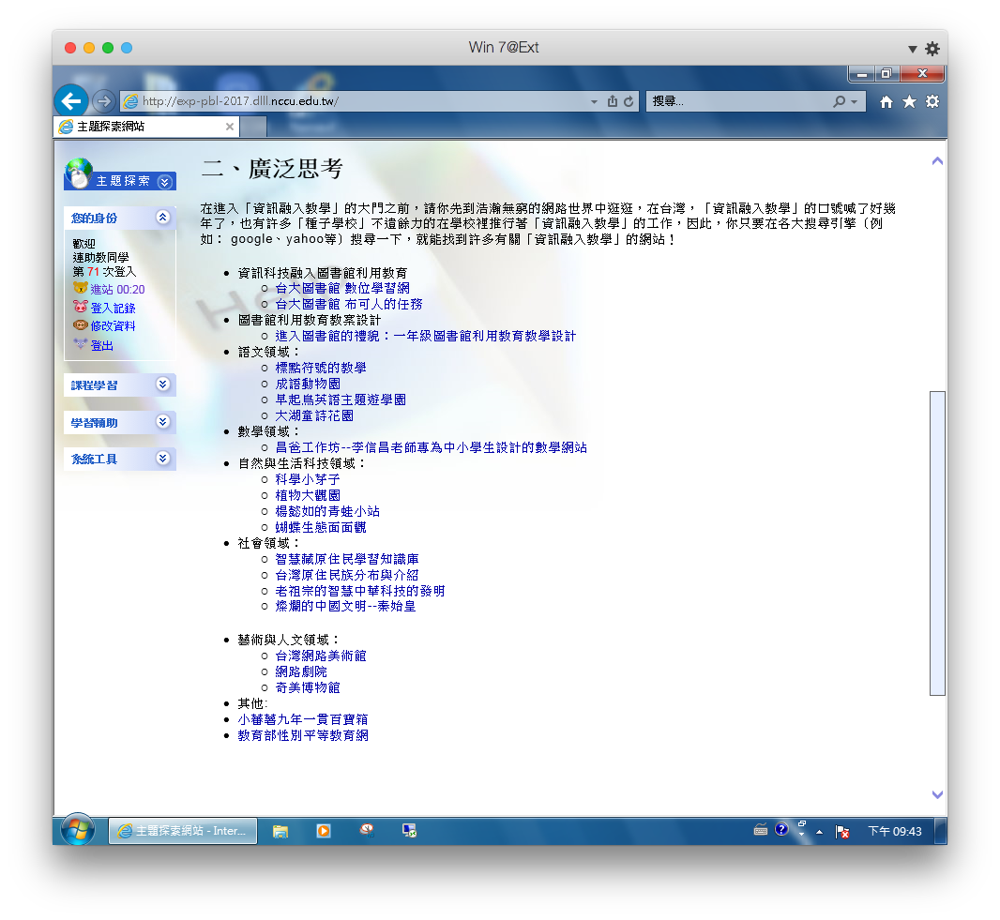 Win 7@Ext
http://exp-pbl-2017.dlll.nccu.edu.tw/
搜尋...
主題探索網站
主題探索
您的身份
歡迎
連助教同學
第 71 次登入
進站 00:20
登入記錄
修改資料
登出
課程學習
學習輔助
系統工具
二、廣泛思考
在進入「資訊融入教學」的大門之前，請你先到浩瀚無窮的網路世界中逛逛，在台灣，「資訊融入教學」的口號喊了好幾
年了，也有許多「種子學校」不遺餘力的在學校裡推行著「資訊融入教學」的工作，因此，你只要在各大搜尋引擎（例
如： google、yahoo等）搜尋一下，就能找到許多有關「資訊融入教學」的網站！
資訊科技融入圖書館利用教育
台大圖書館 數位學習網
台大圖書館 布可人的任務
圖書館利用教育教案設計
進入圖書館的禮貌：一年級圖書館利用教育教學設計
語文領域：
標點符號的教學
成語動物園
早起鳥英語主題遊學園
大湖童詩花園
數學領域：
昌爸工作坊--李信昌老師專為中小學生設計的數學網站
自然與生活科技領域：
科學小芽子
植物大觀園
楊懿如的青蛙小站
蝴蝶生態面面觀
社會領域：
智慧藏原住民學習知識庫
台灣原住民族分布與介紹
老祖宗的智慧中華科技的發明
燦爛的中國文明--秦始皇
藝術與人文領域：
台灣網路美術館
網路劇院
奇美博物館
其他:
小蕃薯九年一貫百寶箱
教育部性別平等教育網
主題探索網站 - Inter...
下午 09:43